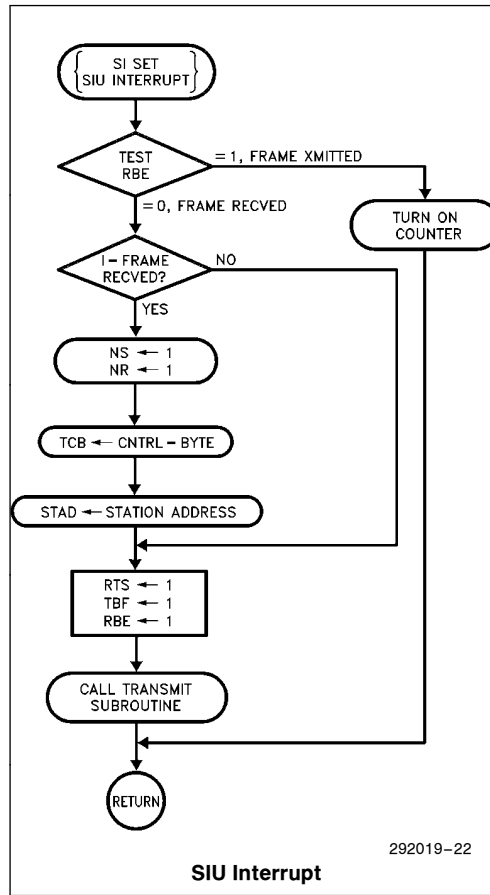 SI SET
SIU INTERRUPT
TEST
RBE
= 1, FRAME XMITTED
= 0, FRAME RECVED
TURN ON
COUNTER
I – FRAME
RECVED?
NO
YES
NS ← 1
NR ← 1
TCB ← CNTRL – BYTE
STAD ← STATION ADDRESS
RTS ← 1
TBF ← 1
RBE ← 1
CALL TRANSMIT
SUBROUTINE
RETURN
292019–22
SIU Interrupt